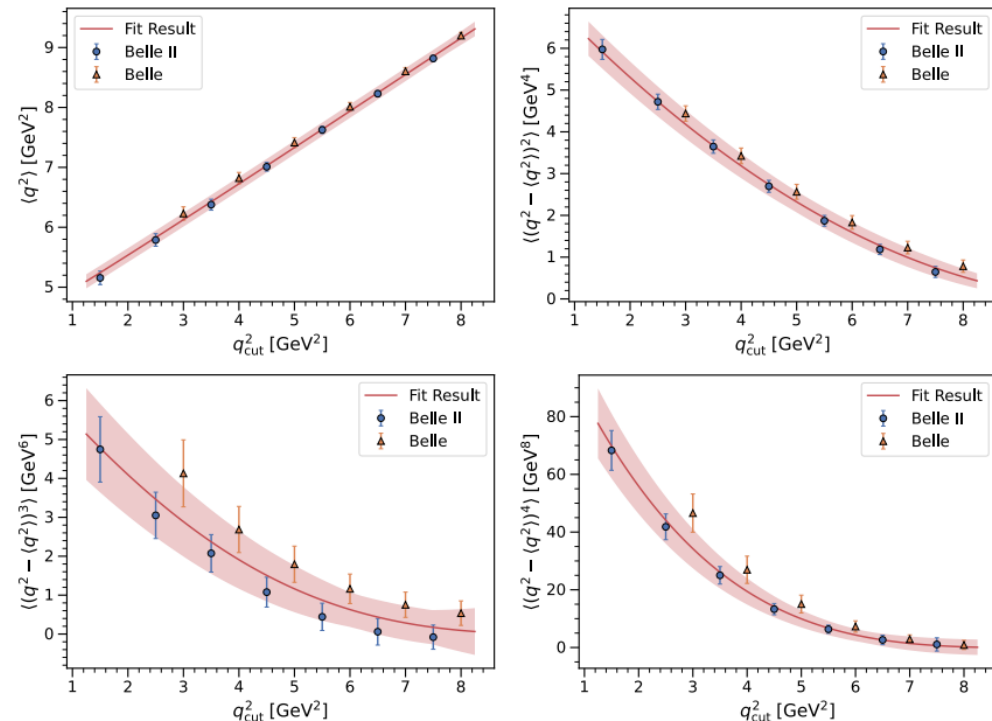 Fit Result
Belle II
Belle
9
8
7
6
5
⟨q²⟩ [GeV²]
1 2 3 4 5 6 7 8
q²cut [GeV²]
Fit Result
Belle II
Belle
6
5
4
3
2
1
0
⟨(q² − ⟨q²⟩)²⟩ [GeV⁴]
1 2 3 4 5 6 7 8
q²cut [GeV²]
Fit Result
Belle II
Belle
6
5
4
3
2
1
0
⟨(q² − ⟨q²⟩)³⟩ [GeV⁶]
1 2 3 4 5 6 7 8
q²cut [GeV²]
Fit Result
Belle II
Belle
80
60
40
20
0
⟨(q² − ⟨q²⟩)⁴⟩ [GeV⁸]
1 2 3 4 5 6 7 8
q²cut [GeV²]